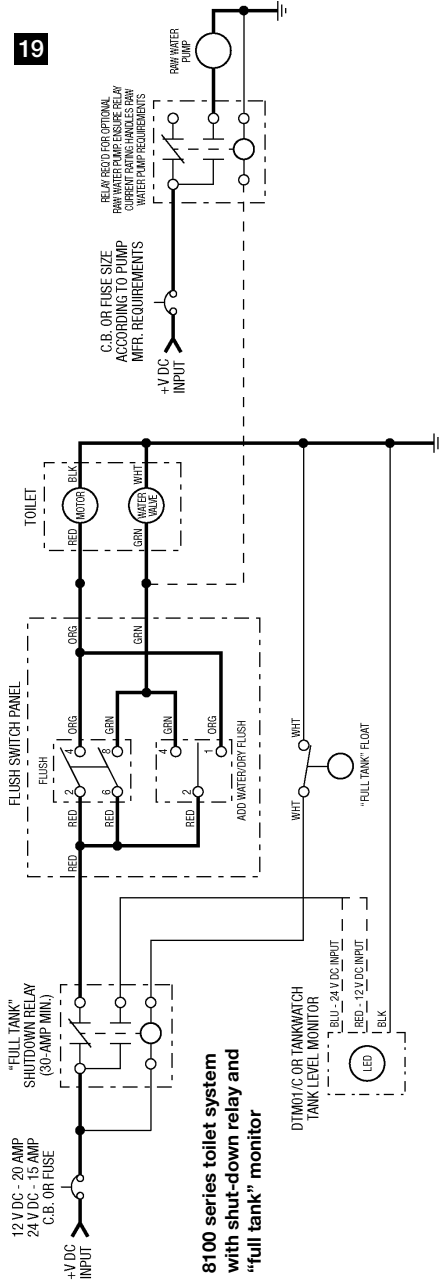 19
8100 series toilet system
with shut-down relay and
"full tank" monitor
12 V DC - 20 AMP
24 V DC - 15 AMP
C.B. OR FUSE
+V DC
INPUT
"FULL TANK"
SHUTDOWN RELAY
(30-AMP MIN.)
FLUSH SWITCH PANEL
RED
FLUSH
RED
2
4
ORG
ORG
RED
6
8
GRN
GRN
4
GRN
RED
2
1
ORG
ADD WATER/DRY FLUSH
TOILET
RED
MOTOR
BLK
GRN
WATER
VALVE
WHT
WHT
WHT
"FULL TANK" FLOAT
DTM01/C OR TANKWATCH
TANK LEVEL MONITOR
BLU - 24 V DC INPUT
RED - 12 V DC INPUT
BLK
LED
C.B. OR FUSE SIZE
ACCORDING TO PUMP
MFR. REQUIREMENTS
+V DC
INPUT
RELAY REQ'D FOR OPTIONAL
RAW WATER PUMP. ENSURE RELAY
CURRENT RATING HANDLES RAW
WATER PUMP REQUIREMENTS
RAW WATER
PUMP